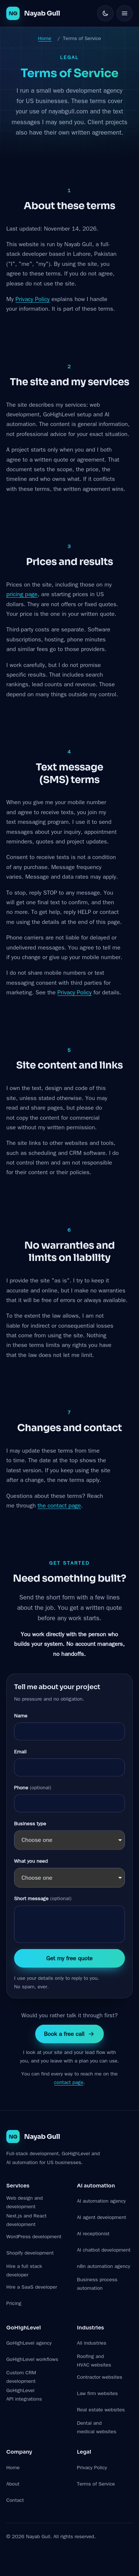 NG Nayab Gull
Home / Terms of Service
LEGAL
Terms of Service
I run a small web development agency
for US businesses. These terms cover
your use of nayabgull.com and the text
messages I may send you. Client projects
also have their own written agreement.
1
About these terms
Last updated: November 14, 2026.
This website is run by Nayab Gull, a full-
stack developer based in Lahore, Pakistan
("I", "me", "my"). By using the site, you
agree to these terms. If you do not agree,
please do not use the site.
My Privacy Policy explains how I handle
your information. It is part of these terms.
2
The site and my services
The site describes my services: web
development, GoHighLevel setup and AI
automation. The content is general information,
not professional advice for your exact situation.
A project starts only when you and I both
agree to a written quote or agreement. That
document sets the scope, the price, the
timeline and who owns what. If it conflicts
with these terms, the written agreement wins.
3
Prices and results
Prices on the site, including those on my
pricing page, are starting prices in US
dollars. They are not offers or fixed quotes.
Your price is the one in your written quote.
Third-party costs are separate. Software
subscriptions, hosting, phone minutes
and similar fees go to those providers.
I work carefully, but I do not promise
specific results. That includes search
rankings, lead counts and revenue. Those
depend on many things outside my control.
4
Text message
(SMS) terms
When you give me your mobile number
and agree to receive texts, you join my
text messaging program. I use it to send
messages about your inquiry, appointment
reminders, quotes and project updates.
Consent to receive texts is not a condition
of any purchase. Message frequency
varies. Message and data rates may apply.
To stop, reply STOP to any message. You
will get one final text to confirm, and then
no more. To get help, reply HELP or contact
me using the details at the end of this page.
Phone carriers are not liable for delayed or
undelivered messages. You agree to tell me
if you change or give up your mobile number.
I do not share mobile numbers or text
messaging consent with third parties for
marketing. See the Privacy Policy for details.
5
Site content and links
I own the text, design and code of this
site, unless stated otherwise. You may
read and share pages, but please do
not copy the content for commercial
use without my written permission.
The site links to other websites and tools,
such as scheduling and CRM software. I do
not control them and am not responsible
for their content or their policies.
6
No warranties and
limits on liability
I provide the site "as is". I try to keep it
accurate and online, but I make no warranties
that it will be free of errors or always available.
To the extent the law allows, I am not
liable for indirect or consequential losses
that come from using the site. Nothing
in these terms limits any rights you have
that the law does not let me limit.
7
Changes and contact
I may update these terms from time
to time. The date at the top shows the
latest version. If you keep using the site
after a change, the new terms apply.
Questions about these terms? Reach
me through the contact page.
GET STARTED
Need something built?
Send the short form with a few lines
about the job. You get a written quote
before any work starts.
You work directly with the person who
builds your system. No account managers,
no handoffs.
Tell me about your project
No pressure and no obligation.
Name
Email
Phone (optional)
Business type
Choose one
What you need
Choose one
Short message (optional)
Get my free quote
I use your details only to reply to you.
No spam, ever.
Would you rather talk it through first?
Book a free call →
I look at your site and your lead flow with
you, and you leave with a plan you can use.
You can find every way to reach me on the
contact page.
NG Nayab Gull
Full-stack development, GoHighLevel and
AI automation for US businesses.
Services
Web design and
development
Next.js and React
development
WordPress development
Shopify development
Hire a full stack
developer
Hire a SaaS developer
Pricing
AI automation
AI automation agency
AI agent development
AI receptionist
AI chatbot development
n8n automation agency
Business process
automation
GoHighLevel
GoHighLevel agency
GoHighLevel workflows
Custom CRM
development
GoHighLevel
API integrations
Industries
All industries
Roofing and
HVAC websites
Contractor websites
Law firm websites
Real estate websites
Dental and
medical websites
Company
Home
About
Contact
Legal
Privacy Policy
Terms of Service
© 2026 Nayab Gull. All rights reserved.